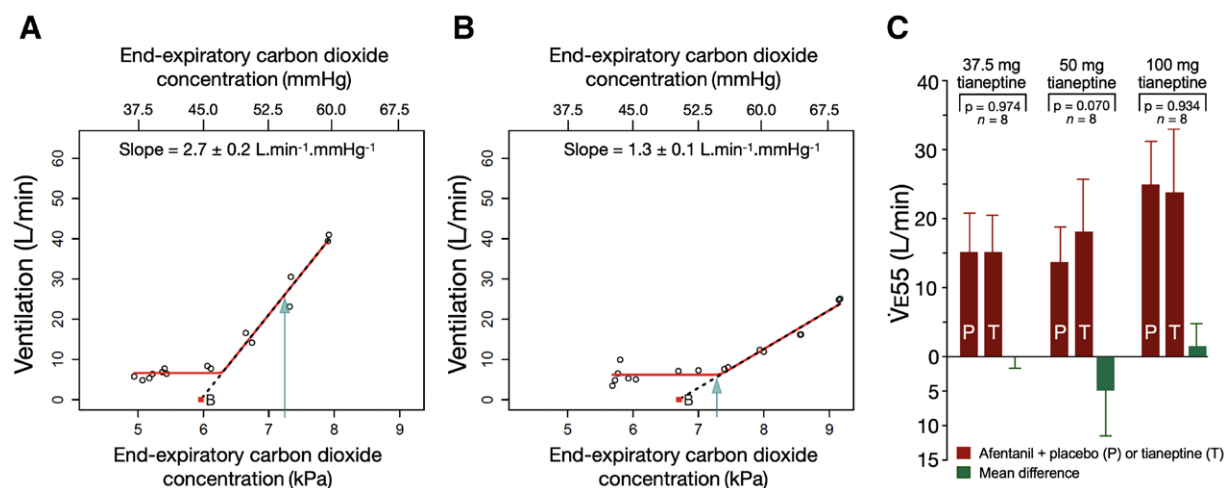 A
End-expiratory carbon dioxide
concentration (mmHg)
37.5 45.0 52.5 60.0 67.5
Slope = 2.7 ± 0.2 L.min⁻¹.mmHg⁻¹
Ventilation (L/min)
60
50
40
30
20
10
0
B
5 6 7 8 9
End-expiratory carbon dioxide
concentration (kPa)
B
End-expiratory carbon dioxide
concentration (mmHg)
37.5 45.0 52.5 60.0 67.5
Slope = 1.3 ± 0.1 L.min⁻¹.mmHg⁻¹
Ventilation (L/min)
60
50
40
30
20
10
0
B
5 6 7 8 9
End-expiratory carbon dioxide
concentration (kPa)
C
37.5 mg 50 mg 100 mg
tianeptine tianeptine tianeptine
p = 0.974 p = 0.070 p = 0.934
n = 8 n = 8 n = 8
V̇E55 (L/min)
40
30
20
10
0
5
10
15
P T P T P T
Afentanil + placebo (P) or tianeptine (T)
Mean difference